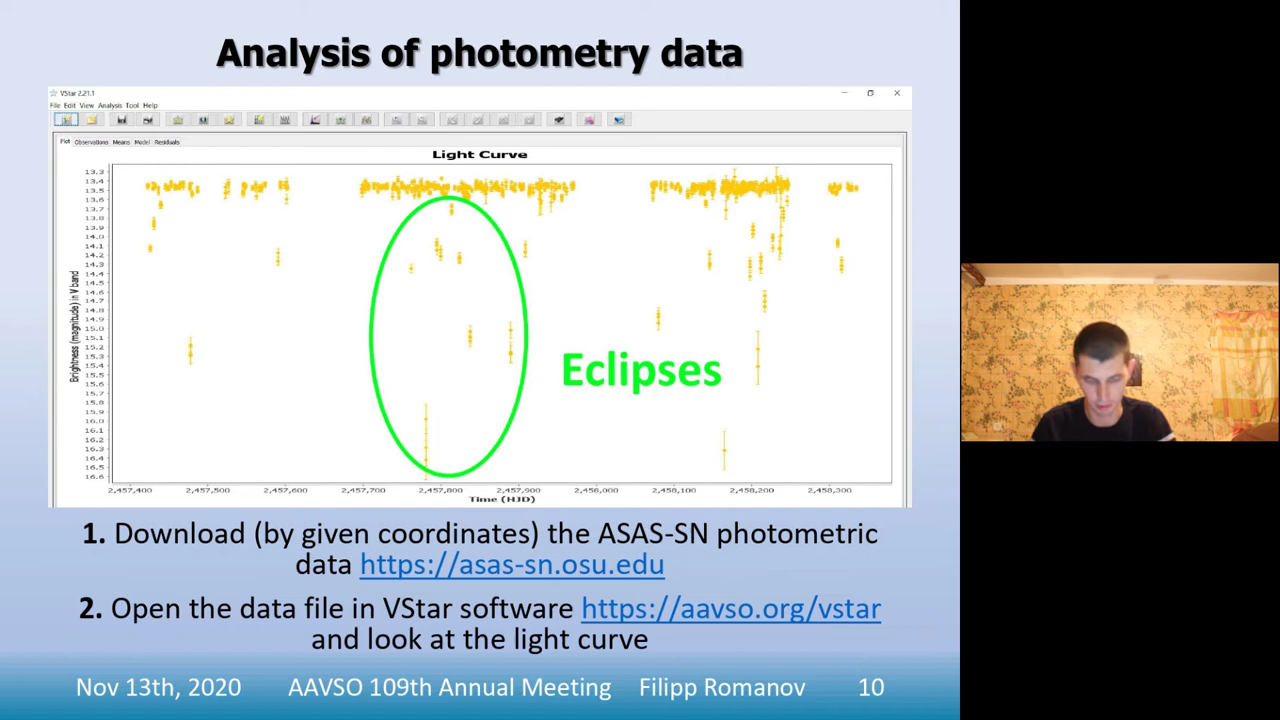 Analysis of photometry data
VStar 2.21.1
File Edit View Analysis Tool Help
Plot Observations Means Model Residuals
Light Curve
13.3
13.4
13.5
13.6
13.7
13.8
13.9
14.0
14.1
14.2
14.3
14.4
14.5
14.6
14.7
14.8
14.9
15.0
15.1
15.2
15.3
15.4
15.5
15.6
15.7
15.8
15.9
16.0
16.1
16.2
16.3
16.4
16.5
16.6
Brightness (magnitude) in V band
Eclipses
2,457,400 2,457,500 2,457,600 2,457,700 2,457,800 2,457,900 2,458,000 2,458,100 2,458,200 2,458,300
Time (HJD)
1. Download (by given coordinates) the ASAS-SN photometric
data https://asas-sn.osu.edu
2. Open the data file in VStar software https://aavso.org/vstar
and look at the light curve
Nov 13th, 2020 AAVSO 109th Annual Meeting Filipp Romanov 10